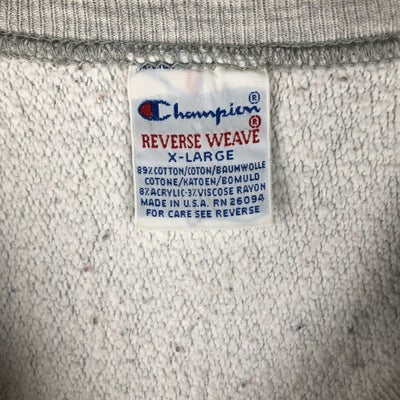 Champion®
REVERSE WEAVE®
X-LARGE
89% COTTON/COTON/BAUMWOLLE
COTONE/KATOEN/BOMULD
8% ACRYLIC·3% VISCOSE RAYON
MADE IN U.S.A. RN 26094
FOR CARE SEE REVERSE